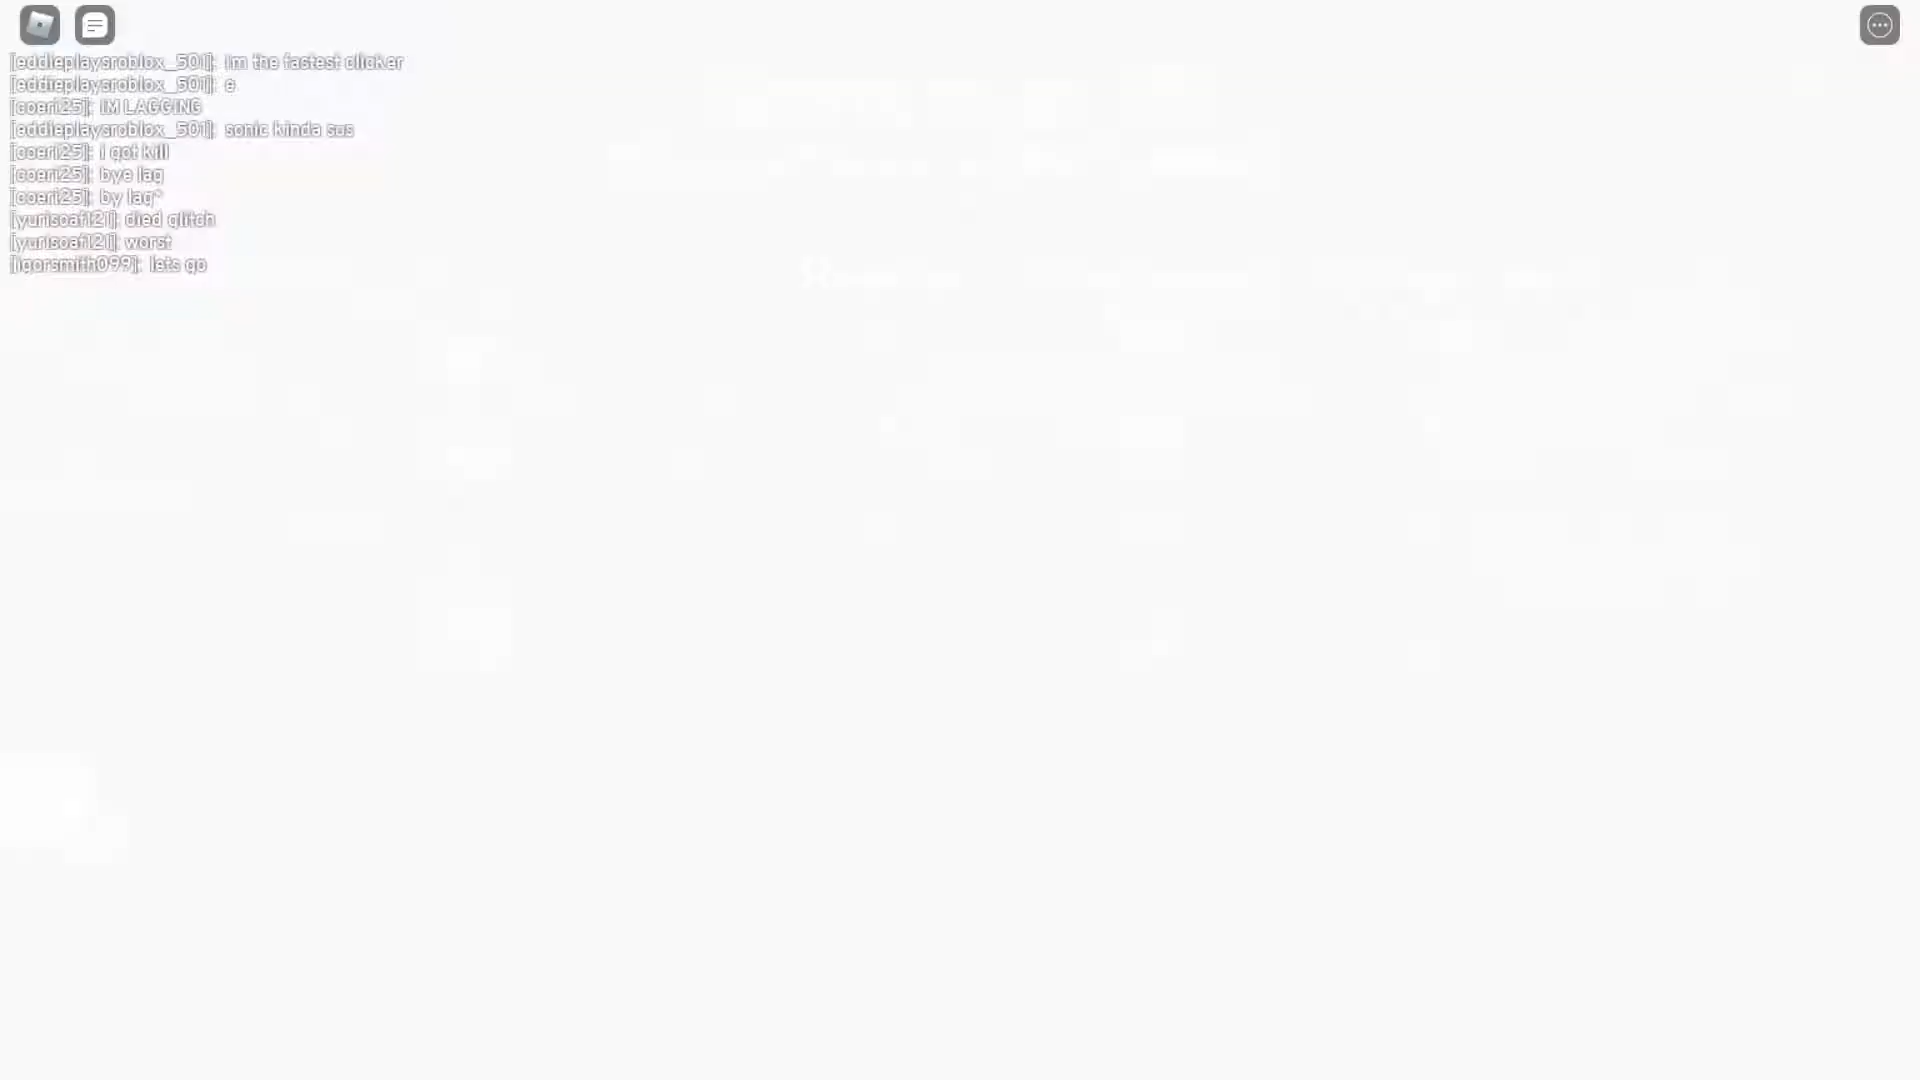 [eddieplaysroblox_501]: im the fastest clicker
[eddieplaysroblox_501]: e
[coeri25]: IM LAGGING
[eddieplaysroblox_501]: sonic kinda sus
[coeri25]: i got kill
[coeri25]: bye lag
[coeri25]: by lag*
[yurisoaf121]: died glitch
[yurisoaf121]: worst
[igorsmith099]: lets go